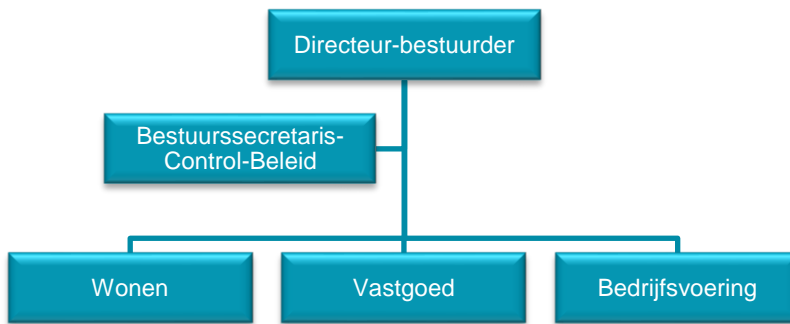 Directeur-bestuurder
Bestuurssecretaris-
Control-Beleid
Wonen
Vastgoed
Bedrijfsvoering